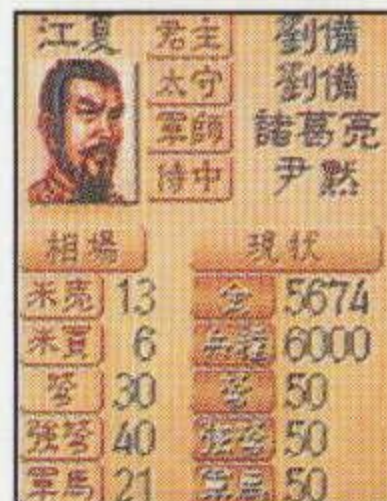 江夏 君主 劉備
太守 劉備
軍師 諸葛亮
侍中 尹黙
相場 現状
米売 13 金 5674
米買 6 兵糧 6000
弩 30 弩 50
強弩 40 強弩 50
軍馬 21 軍馬 50